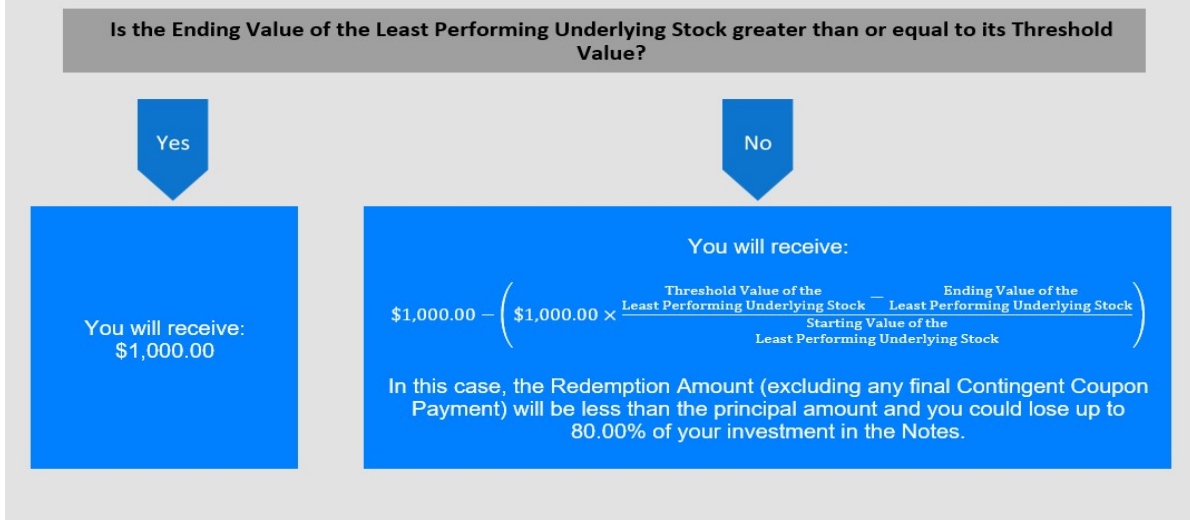 Is the Ending Value of the Least Performing Underlying Stock greater than or equal to its Threshold
Value?
Yes
No
You will receive:
$1,000.00
You will receive:
$1,000.00 − ( $1,000.00 × (Threshold Value of the Least Performing Underlying Stock − Ending Value of the Least Performing Underlying Stock) / Starting Value of the Least Performing Underlying Stock )
In this case, the Redemption Amount (excluding any final Contingent Coupon
Payment) will be less than the principal amount and you could lose up to
80.00% of your investment in the Notes.